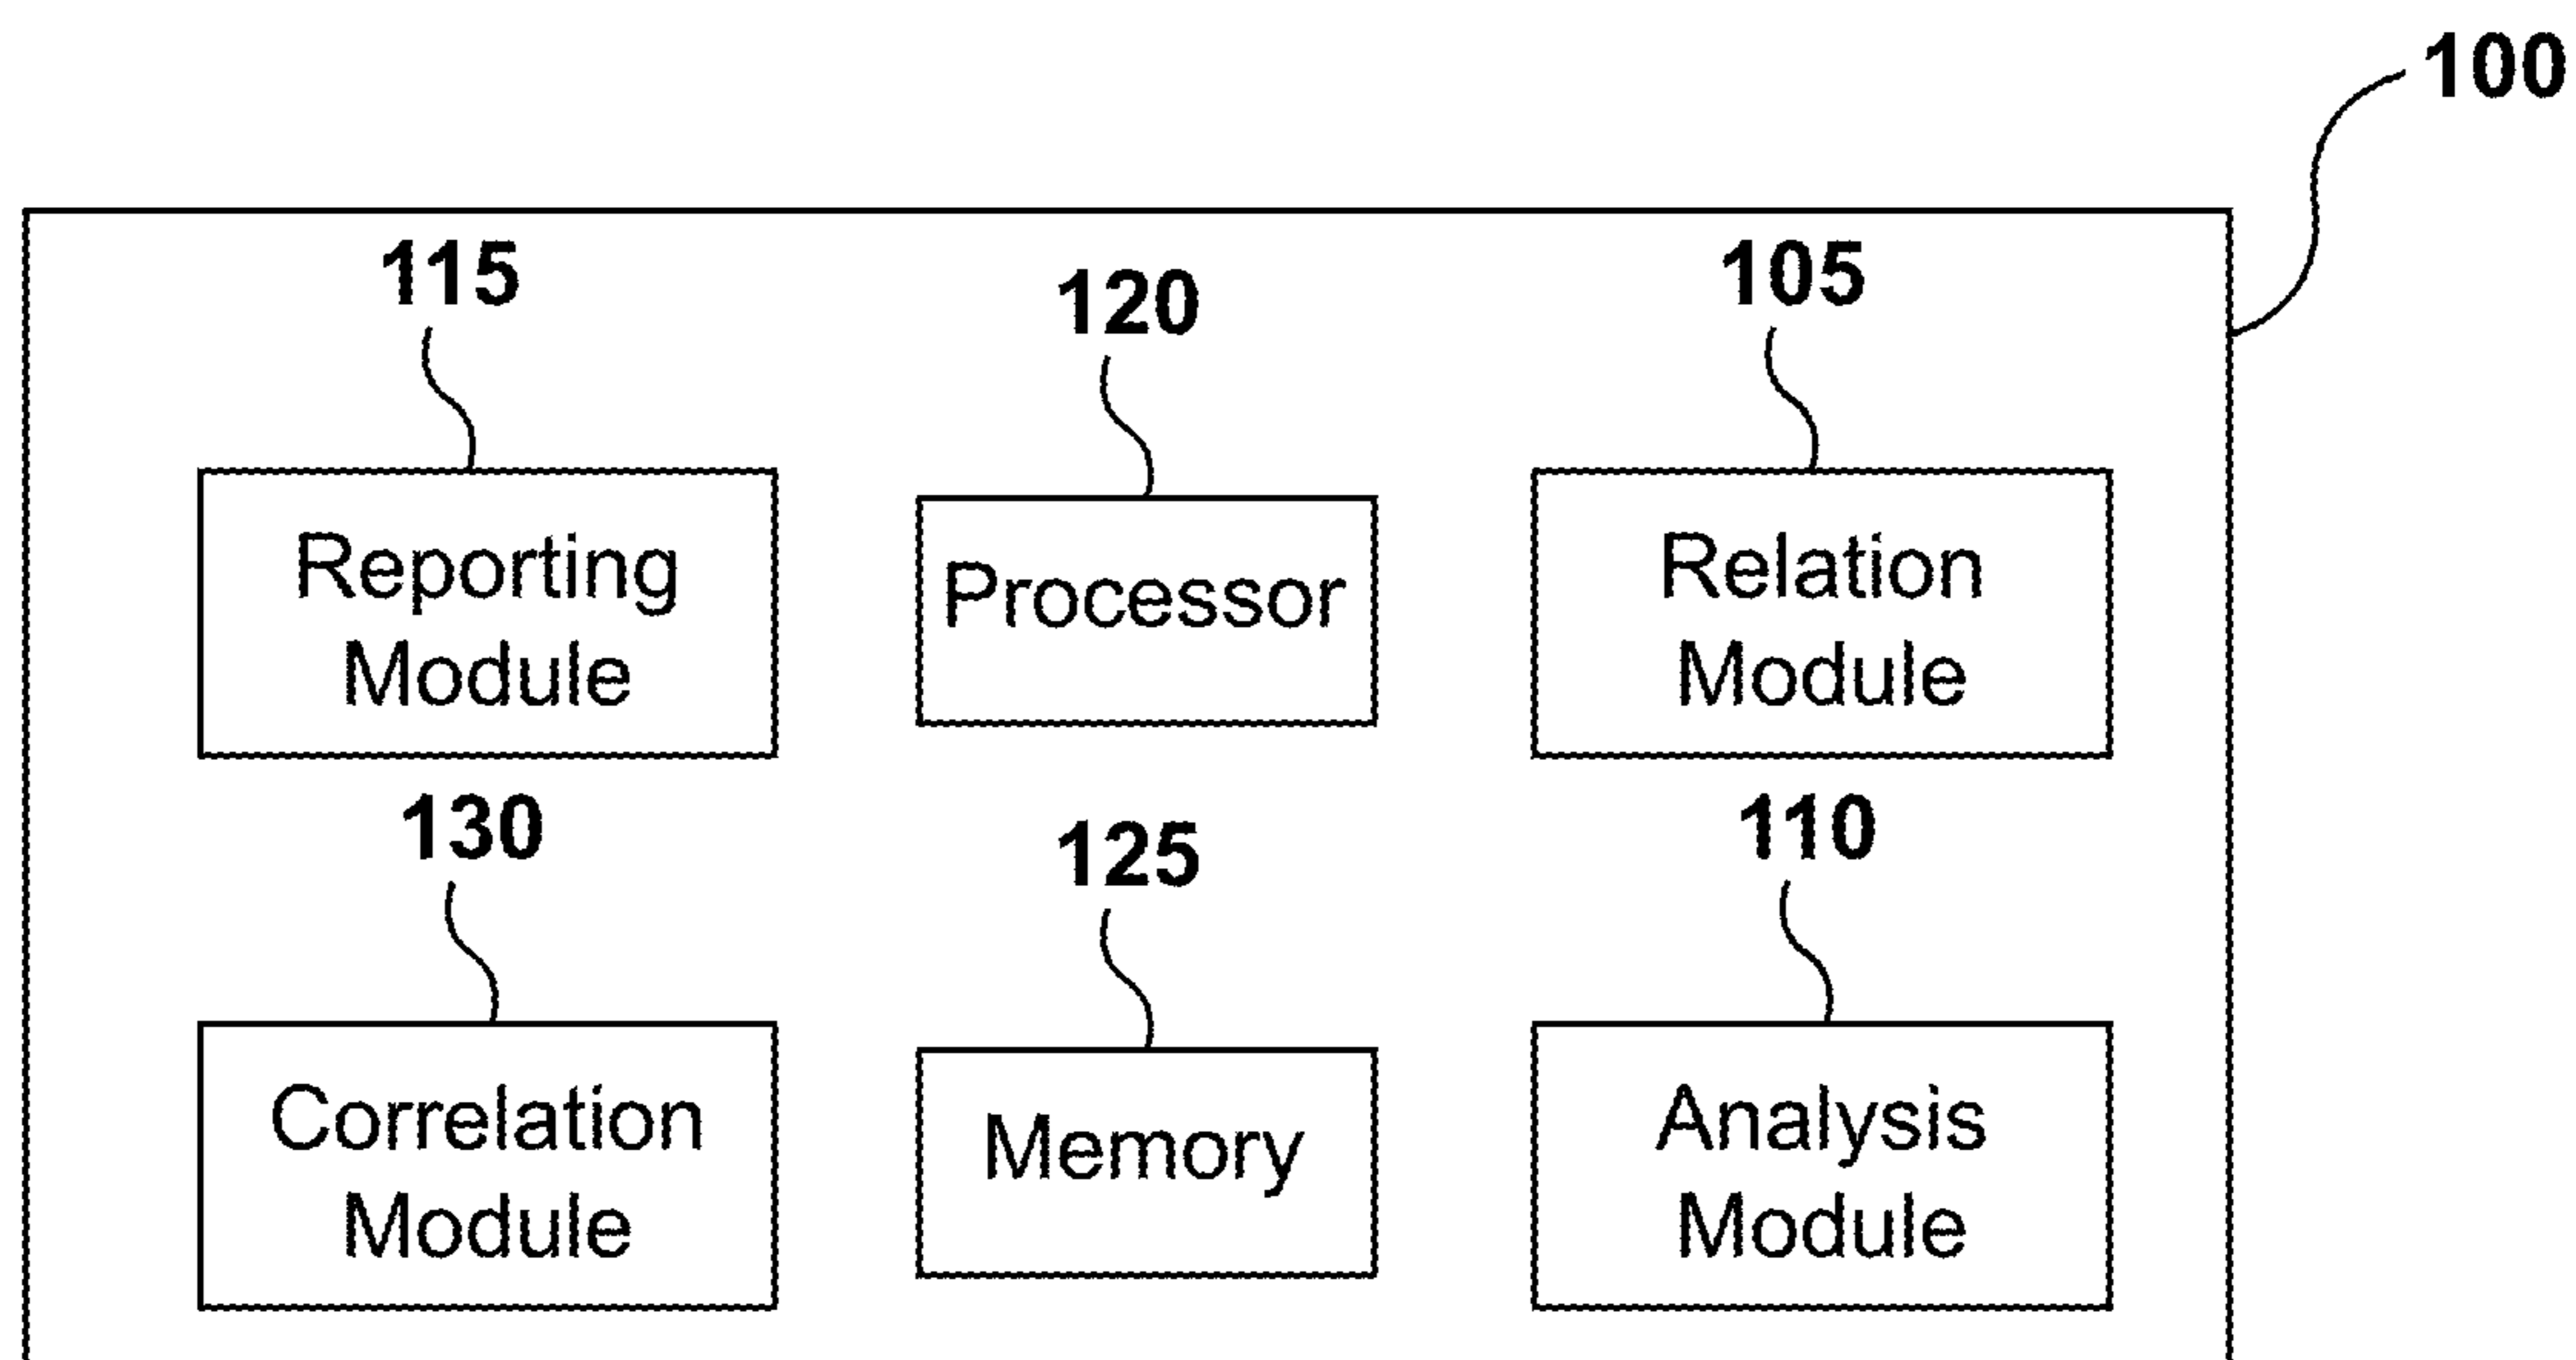 100
115
120
105
Reporting
Module
Processor
Relation
Module
130
125
110
Correlation
Module
Memory
Analysis
Module